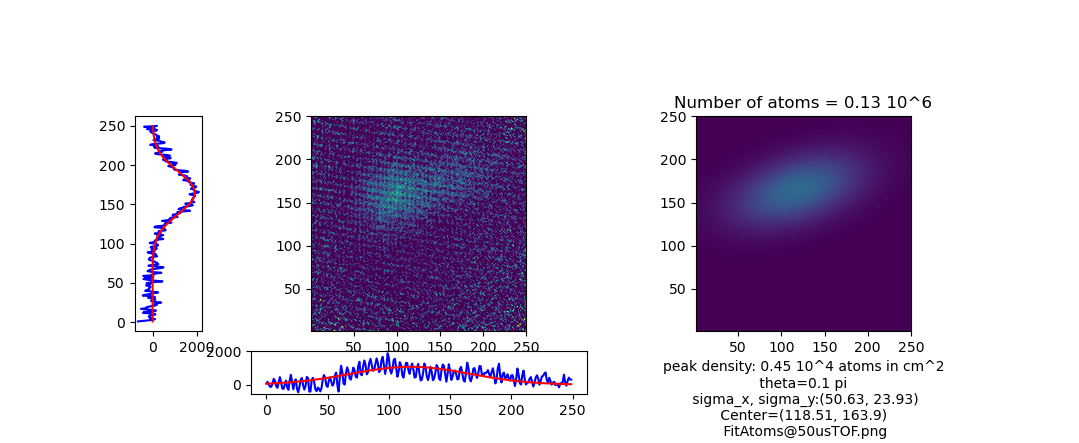 Number of atoms = 0.13 10^6
250
200
150
100
50
0
0 2000
250
200
150
100
50
50 100 150 200 250
250
200
150
100
50
50 100 150 200 250
2000
0
0 50 100 150 200 250
peak density: 0.45 10^4 atoms in cm^2
theta=0.1 pi
sigma_x, sigma_y:(50.63, 23.93)
Center=(118.51, 163.9)
FitAtoms@50usTOF.png